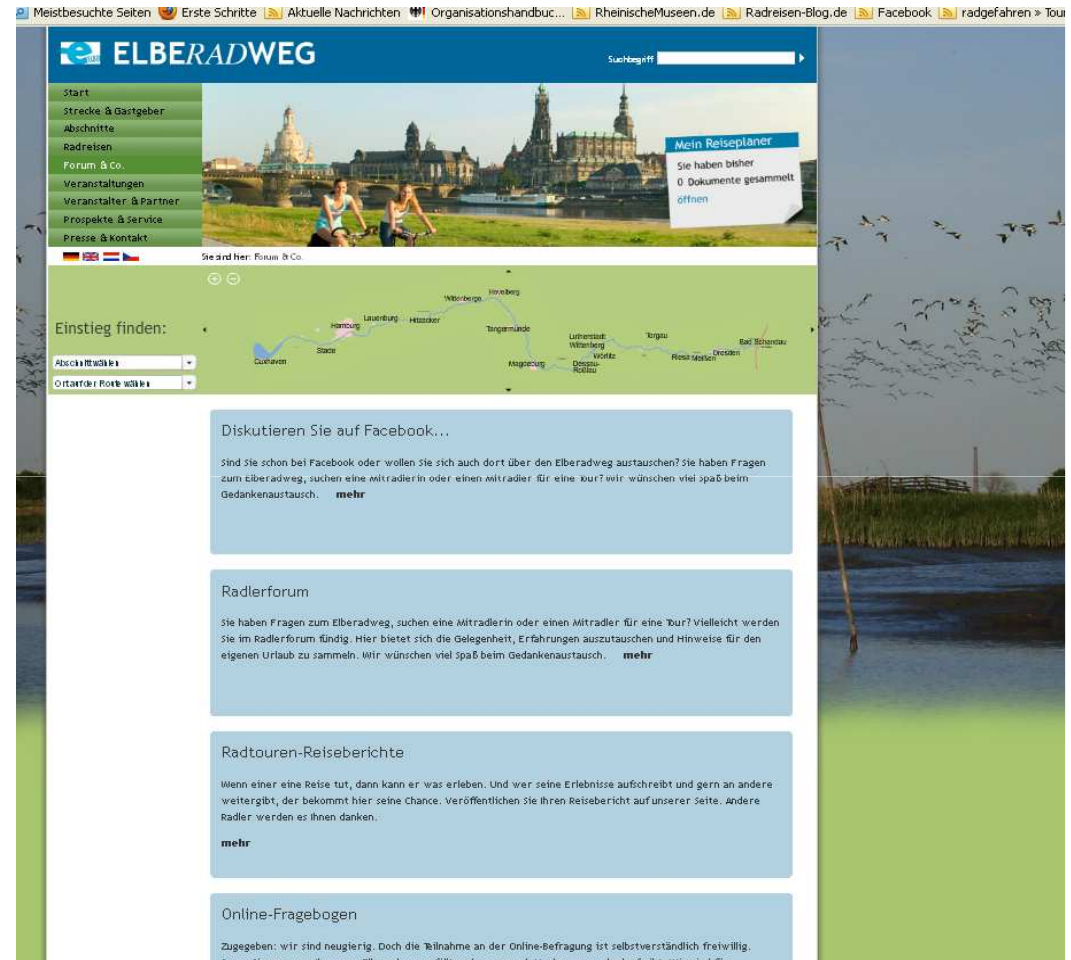 Meistbesuchte Seiten Erste Schritte Aktuelle Nachrichten Organisationshandbuc... RheinischeMuseen.de Radreisen-Blog.de Facebook radgefahren » Tour
ELBERADWEG
Suchbegriff
Start
Strecke & Gastgeber
Abschnitte
Radreisen
Forum & Co.
Veranstaltungen
Veranstalter & Partner
Prospekte & Service
Presse & Kontakt
Mein Reiseplaner
Sie haben bisher
0 Dokumente gesammelt
öffnen
Sie sind hier: Forum & Co.
Einstieg finden:
Abschnitt wählen
Ort auf der Route wählen
Cuxhaven
Stade
Hamburg
Lauenburg
Hitzacker
Wittenberge
Havelberg
Tangermünde
Magdeburg
Lutherstadt
Wittenberg
Wörlitz
Dessau-
Roßlau
Torgau
Riesa
Meißen
Dresden
Bad Schandau
Diskutieren Sie auf Facebook...
Sind Sie schon bei Facebook oder wollen Sie sich auch dort über den Elberadweg austauschen? Sie haben Fragen
zum Elberadweg, suchen eine Mitradlerin oder einen Mitradler für eine Tour? Wir wünschen viel Spaß beim
Gedankenaustausch. mehr
Radlerforum
Sie haben Fragen zum Elberadweg, suchen eine Mitradlerin oder einen Mitradler für eine Tour? Vielleicht werden
Sie im Radlerforum fündig. Hier bietet sich die Gelegenheit, Erfahrungen auszutauschen und Hinweise für den
eigenen Urlaub zu sammeln. Wir wünschen viel Spaß beim Gedankenaustausch. mehr
Radtouren-Reiseberichte
Wenn einer eine Reise tut, dann kann er was erleben. Und wer seine Erlebnisse aufschreibt und gern an andere
weitergibt, der bekommt hier seine Chance. Veröffentlichen Sie Ihren Reisebericht auf unserer Seite. Andere
Radler werden es Ihnen danken.
mehr
Online-Fragebogen
Zugegeben: wir sind neugierig. Doch die Teilnahme an der Online-Befragung ist selbstverständlich freiwillig.